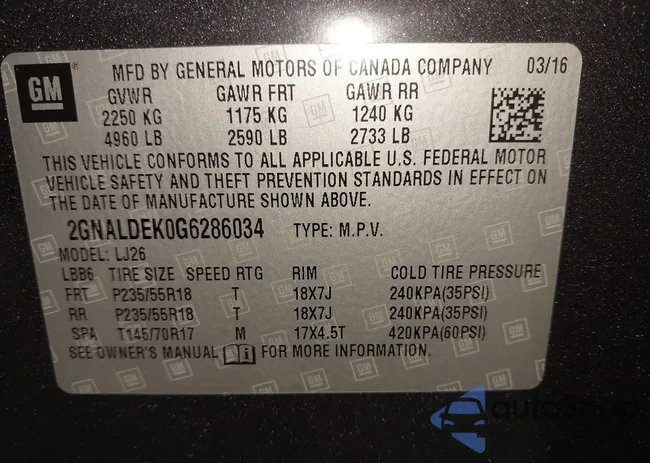 GM MFD BY GENERAL MOTORS OF CANADA COMPANY 03/16
GVWR GAWR FRT GAWR RR
2250 KG 1175 KG 1240 KG
4960 LB 2590 LB 2733 LB
THIS VEHICLE CONFORMS TO ALL APPLICABLE U.S. FEDERAL MOTOR
VEHICLE SAFETY AND THEFT PREVENTION STANDARDS IN EFFECT ON
THE DATE OF MANUFACTURE SHOWN ABOVE.
2GNALDEK0G6286034 TYPE: M.P.V.
MODEL: LJ26
LBB6 TIRE SIZE SPEED RTG RIM COLD TIRE PRESSURE
FRT P235/55R18 T 18X7J 240KPA(35PSI)
RR P235/55R18 T 18X7J 240KPA(35PSI)
SPA T145/70R17 M 17X4.5T 420KPA(60PSI)
SEE OWNER'S MANUAL FOR MORE INFORMATION.